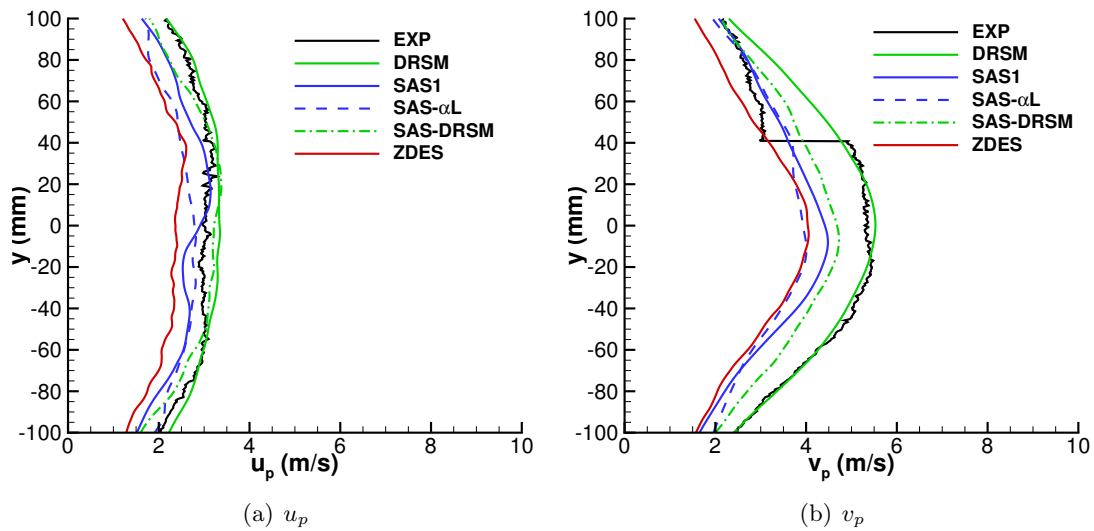 100
80
60
40
20
0
-20
-40
-60
-80
-100
y (mm)
0
2
4
6
8
10
u_p (m/s)
EXP
DRSM
SAS1
SAS-αL
SAS-DRSM
ZDES
(a) u_p
100
80
60
40
20
0
-20
-40
-60
-80
-100
y (mm)
0
2
4
6
8
10
v_p (m/s)
EXP
DRSM
SAS1
SAS-αL
SAS-DRSM
ZDES
(b) v_p